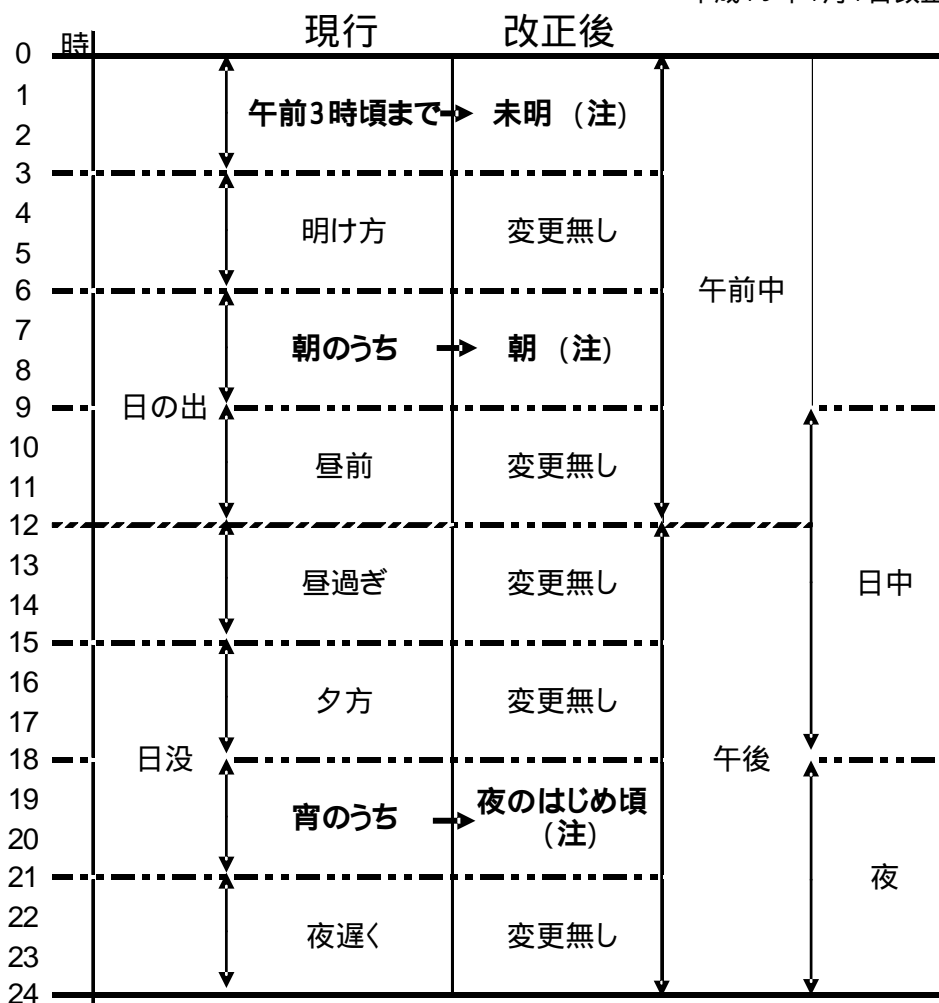 現行 改正後
時
0
1
午前3時頃まで 未明 (注)
2
3
4
明け方 変更無し
5
6
午前中
7
朝のうち 朝 (注)
8
9 日の出
10
昼前 変更無し
11
12
13
昼過ぎ 変更無し 日中
14
15
16
夕方 変更無し
17
18 日没 午後
19 夜のはじめ頃
宵のうち
20 (注)
21
夜
22
夜遅く 変更無し
23
24